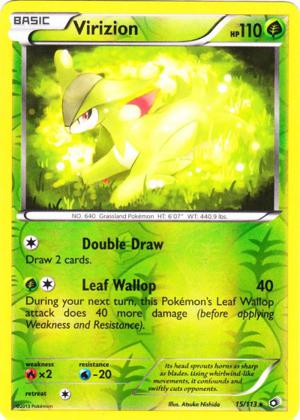 BASIC
Virizion
HP110
NO. 640 Grassland Pokémon HT: 6'07" WT: 440.9 lbs.
Double Draw
Draw 2 cards.
Leaf Wallop 40
During your next turn, this Pokémon's Leaf Wallop
attack does 40 more damage (before applying
Weakness and Resistance).
weakness
×2
resistance
-20
retreat
Its head sprouts horns as sharp
as blades. Using whirlwind-
like movements, it confounds and
swiftly cuts opponents.
©2013 Pokémon
Illus. Atsuko Nishida
15/113